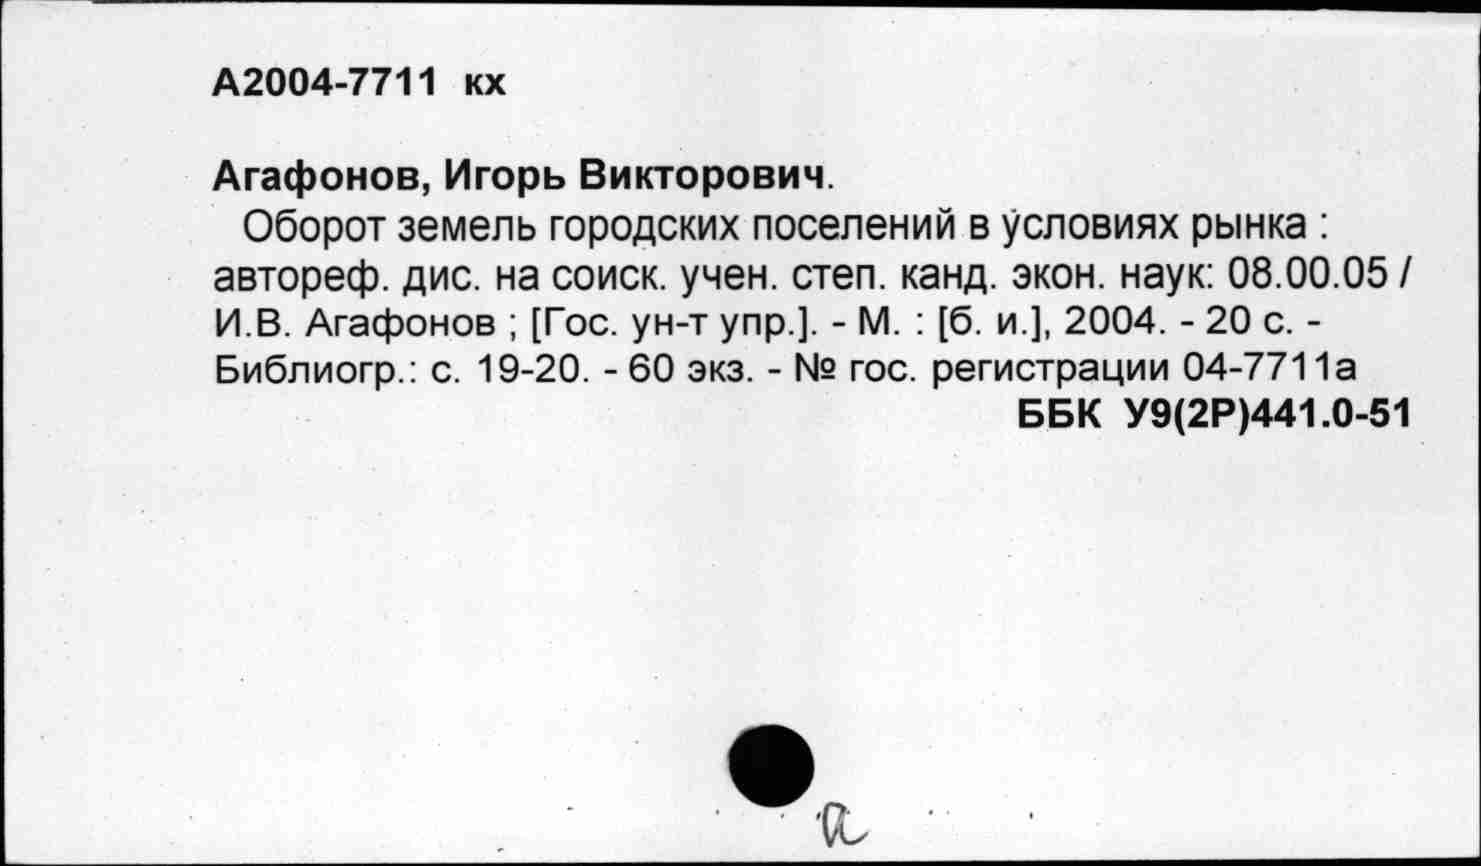 А2004-7711 кх
Агафонов, Игорь Викторович.
Оборот земель городских поселений в условиях рынка :
автореф. дис. на соиск. учен. степ. канд. экон. наук: 08.00.05 /
И.В. Агафонов ; [Гос. ун-т упр.]. - М. : [б. и.], 2004. - 20 с. -
Библиогр.: с. 19-20. - 60 экз. - № гос. регистрации 04-7711а
ББК У9(2Р)441.0-51
а